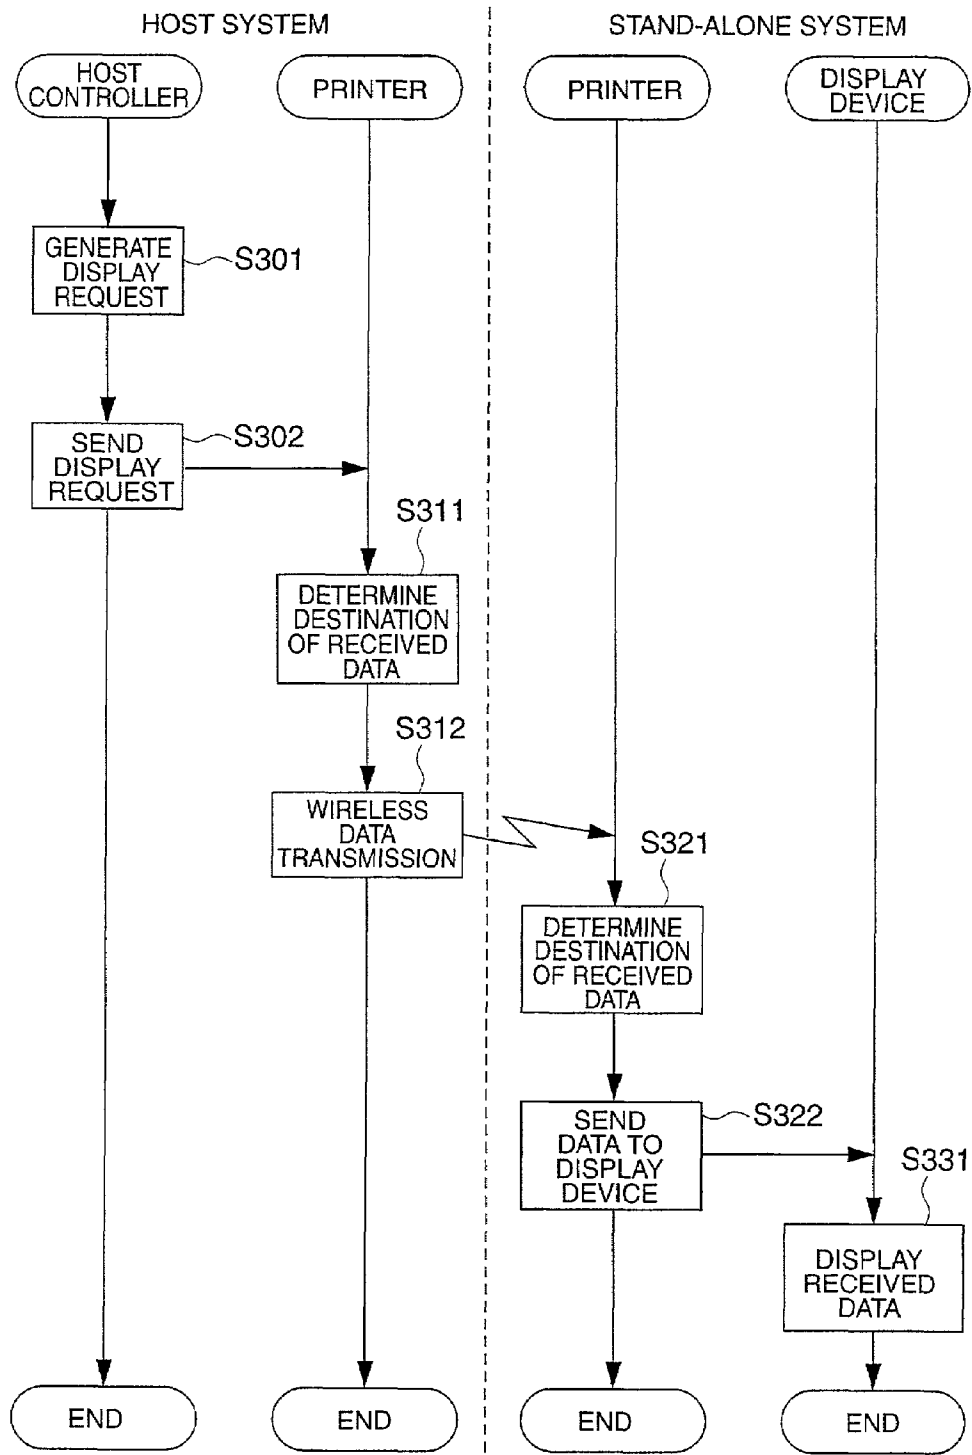 HOST SYSTEM
STAND-ALONE SYSTEM
HOST
CONTROLLER
PRINTER
PRINTER
DISPLAY
DEVICE
GENERATE
DISPLAY
REQUEST
S301
SEND
DISPLAY
REQUEST
S302
S311
DETERMINE
DESTINATION
OF RECEIVED
DATA
S312
WIRELESS
DATA
TRANSMISSION
S321
DETERMINE
DESTINATION
OF RECEIVED
DATA
SEND
DATA TO
DISPLAY
DEVICE
S322
S331
DISPLAY
RECEIVED
DATA
END
END
END
END